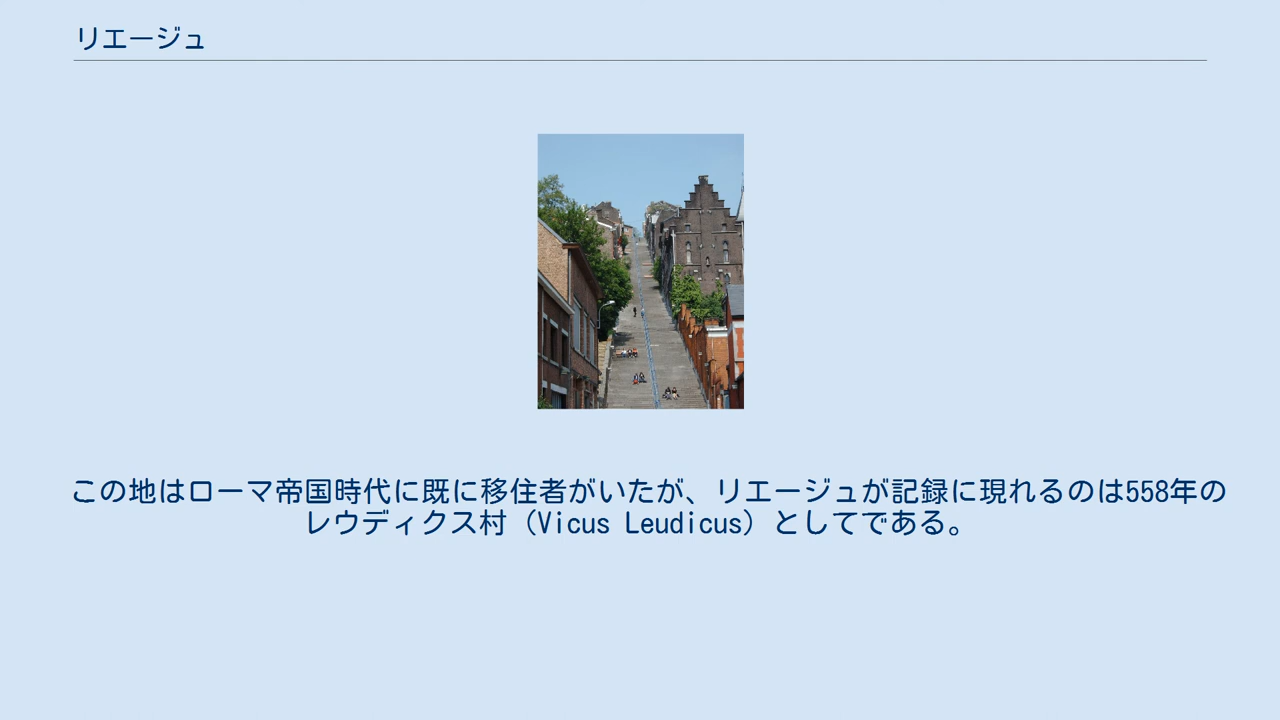 リエージュ
この地はローマ帝国時代に既に移住者がいたが、リエージュが記録に現れるのは558年の
レウディクス村（Vicus Leudicus）としてである。